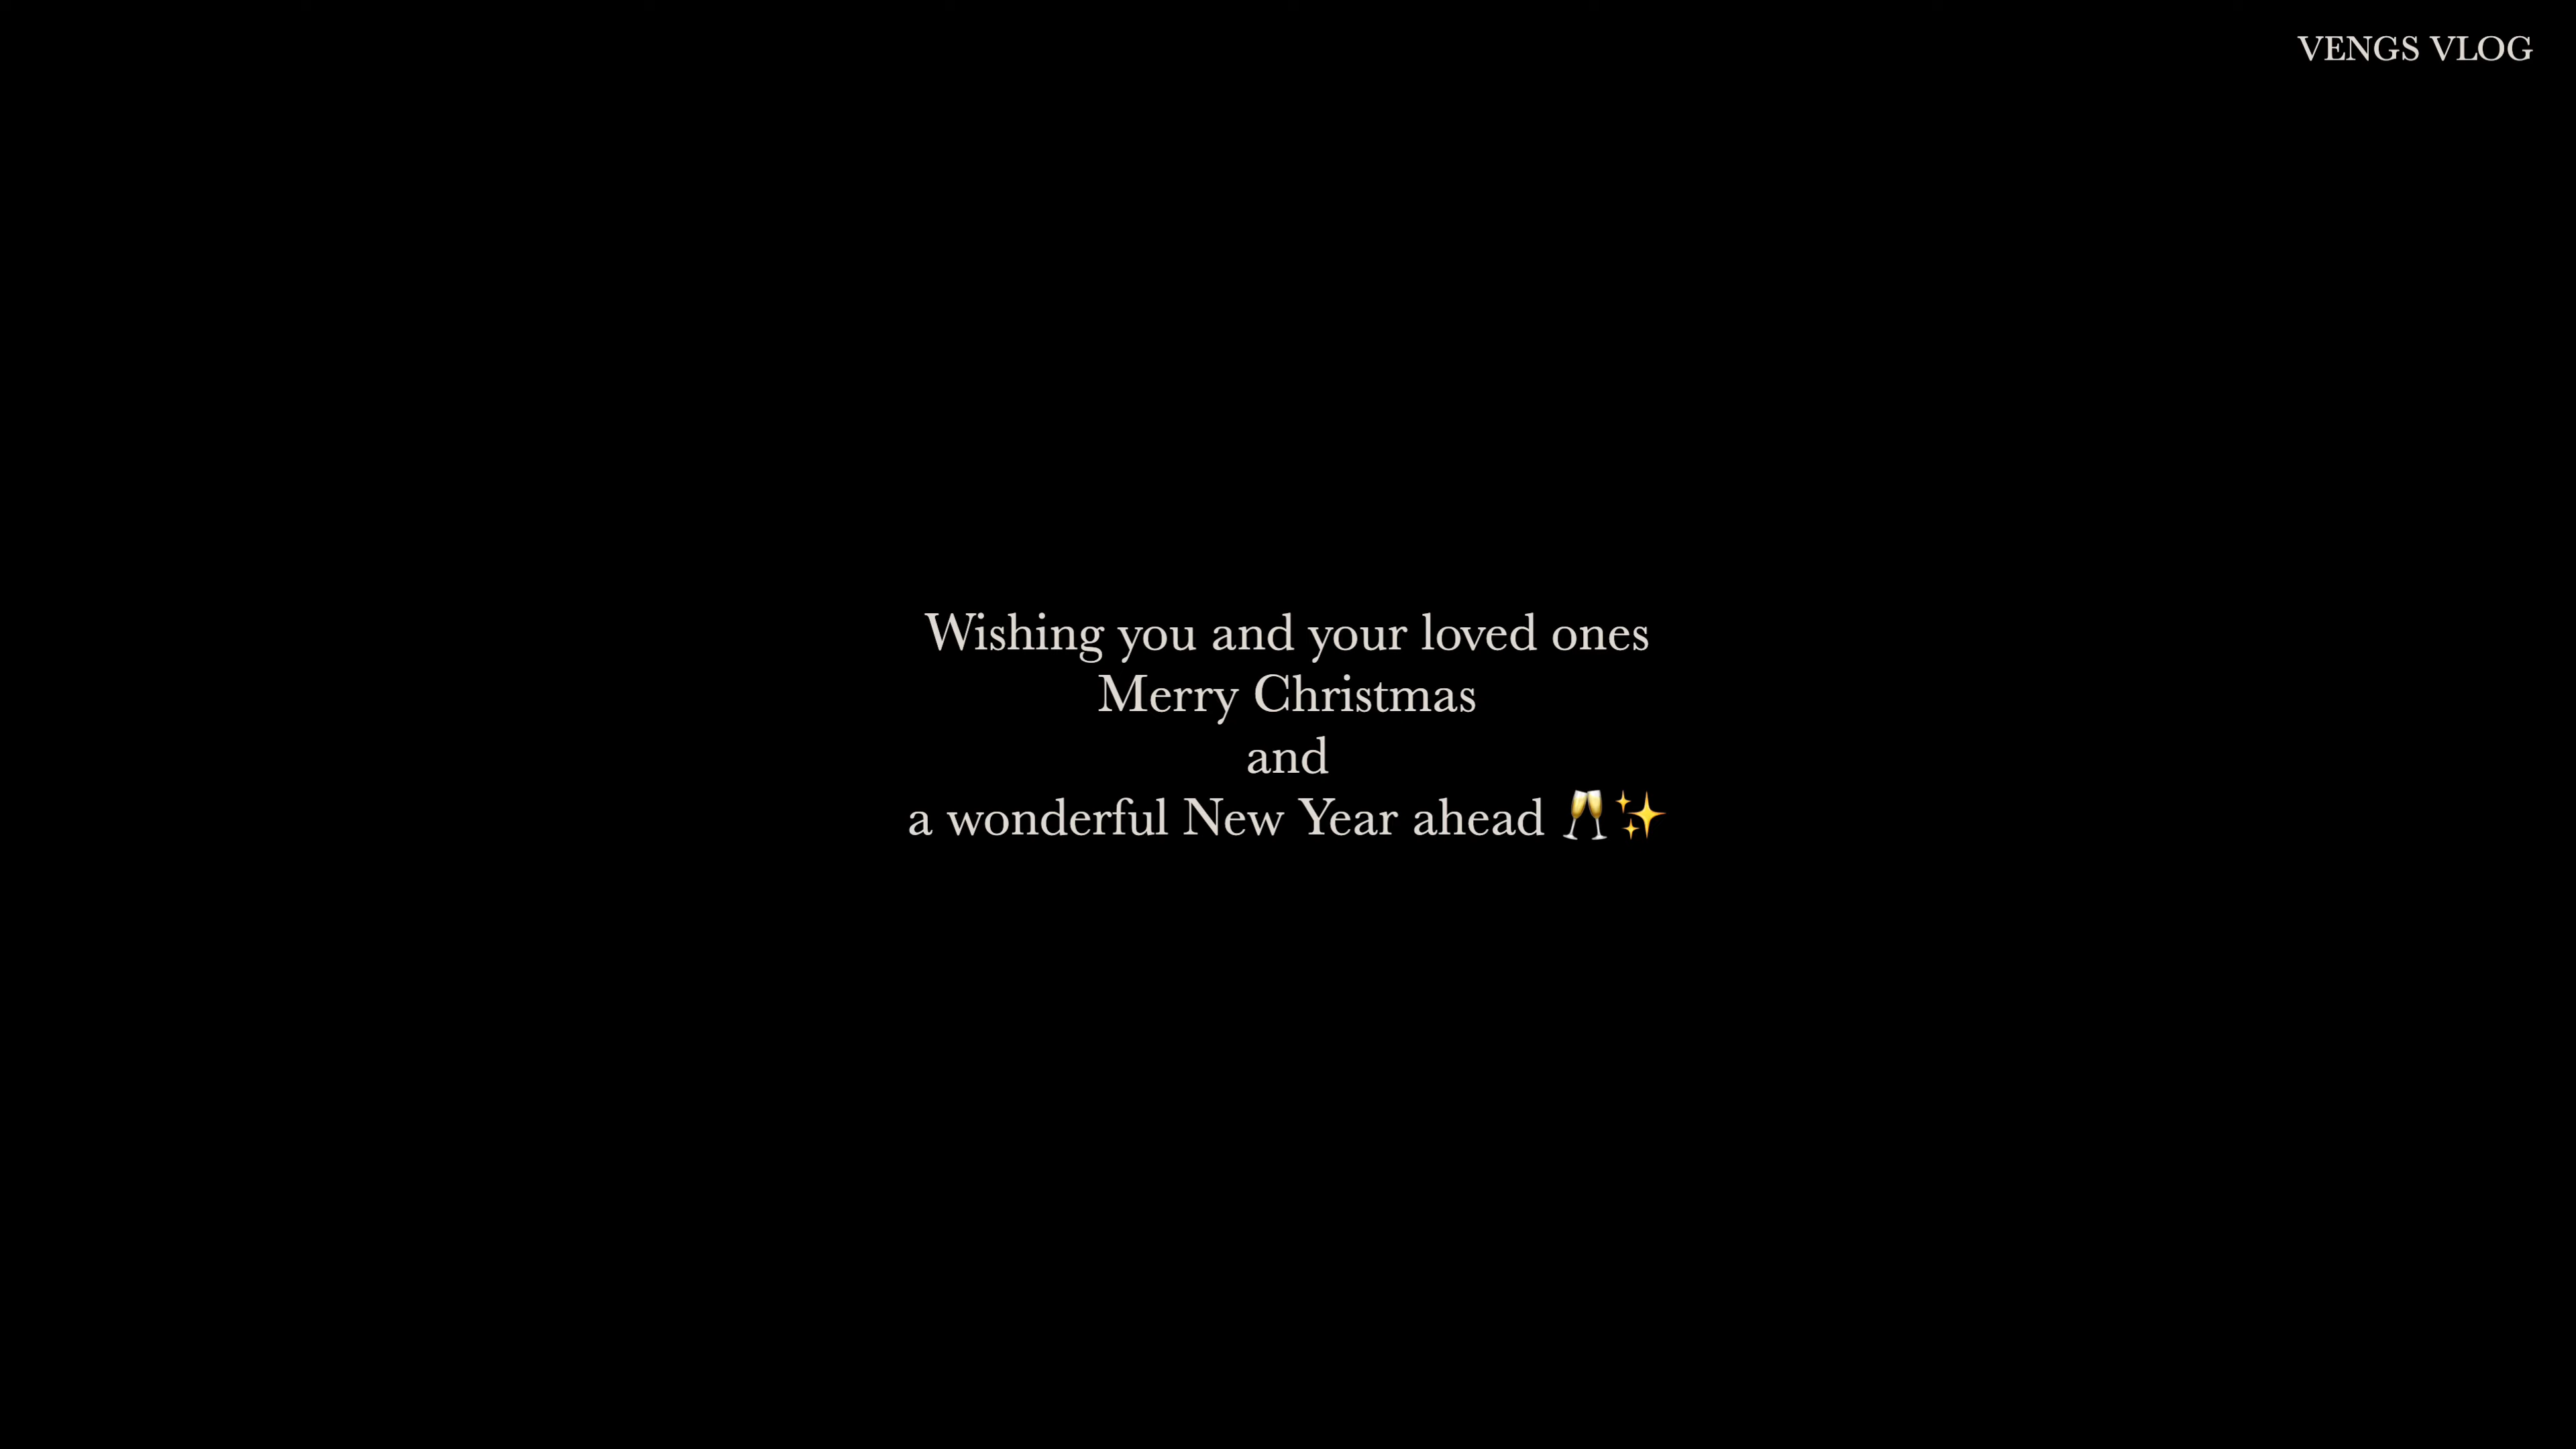 VENGS VLOG
Wishing you and your loved ones
Merry Christmas
and
a wonderful New Year ahead 🥂✨